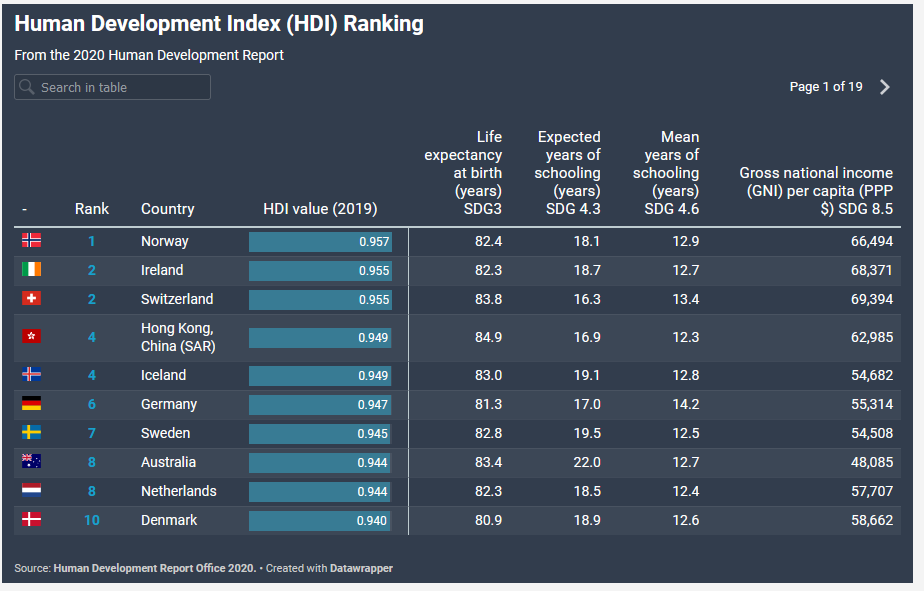 Human Development Index (HDI) Ranking
From the 2020 Human Development Report
Search in table
Page 1 of 19
- Rank Country HDI value (2019) Life expectancy at birth (years) SDG3 Expected years of schooling (years) SDG 4.3 Mean years of schooling (years) SDG 4.6 Gross national income (GNI) per capita (PPP $) SDG 8.5
1 Norway 0.957 82.4 18.1 12.9 66,494
2 Ireland 0.955 82.3 18.7 12.7 68,371
2 Switzerland 0.955 83.8 16.3 13.4 69,394
4 Hong Kong, China (SAR) 0.949 84.9 16.9 12.3 62,985
4 Iceland 0.949 83.0 19.1 12.8 54,682
6 Germany 0.947 81.3 17.0 14.2 55,314
7 Sweden 0.945 82.8 19.5 12.5 54,508
8 Australia 0.944 83.4 22.0 12.7 48,085
8 Netherlands 0.944 82.3 18.5 12.4 57,707
10 Denmark 0.940 80.9 18.9 12.6 58,662
Source: Human Development Report Office 2020. • Created with Datawrapper